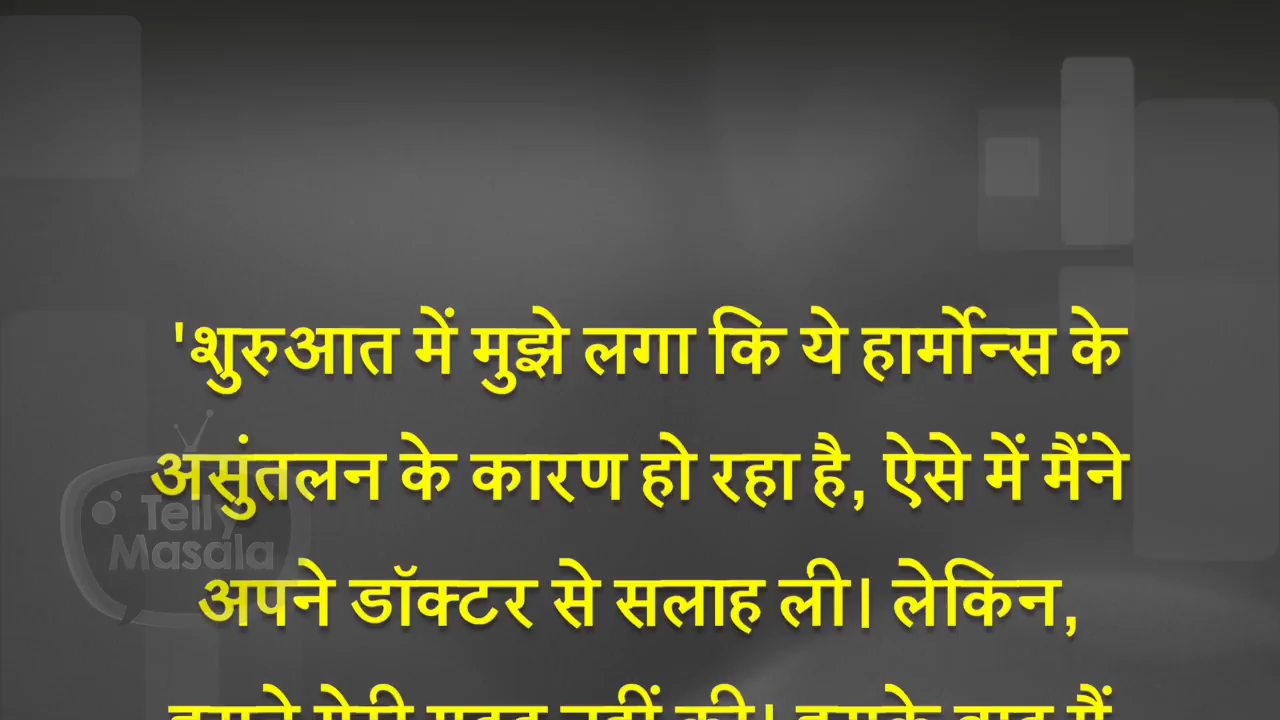 'शुरुआत में मुझे लगा कि ये हार्मोन्स के
असुंतलन के कारण हो रहा है, ऐसे में मैंने
Telly
Masala
अपने डॉक्टर से सलाह ली। लेकिन,